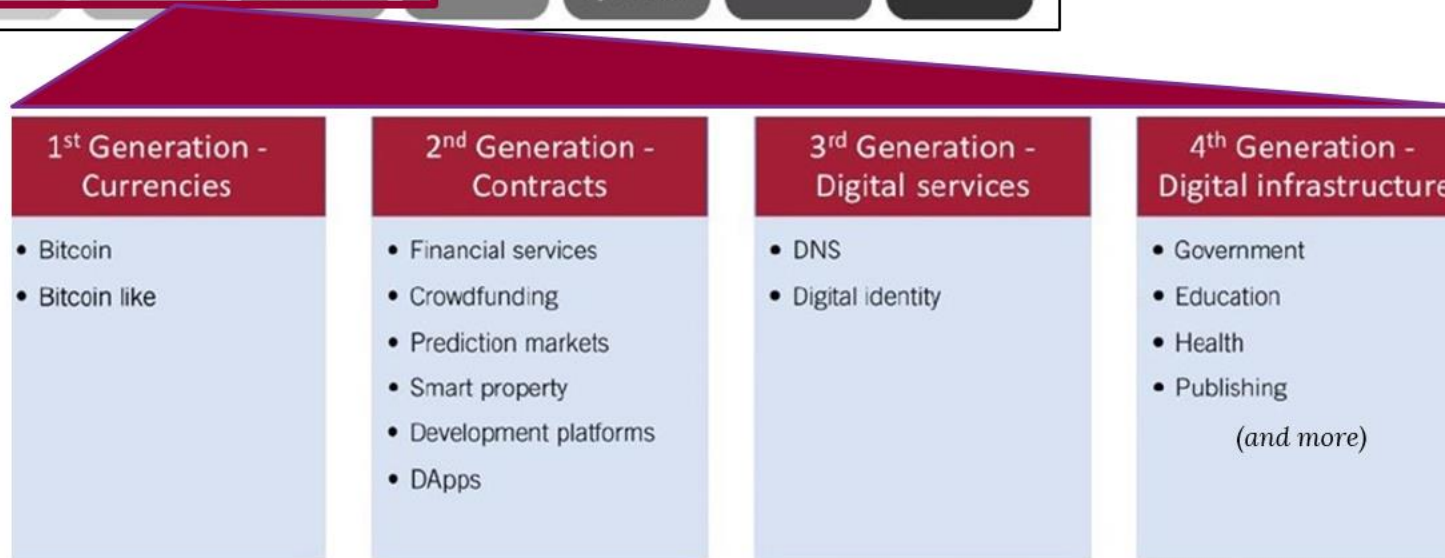 1st Generation -
Currencies
• Bitcoin
• Bitcoin like
2nd Generation -
Contracts
• Financial services
• Crowdfunding
• Prediction markets
• Smart property
• Development platforms
• DApps
3rd Generation -
Digital services
• DNS
• Digital identity
4th Generation -
Digital infrastructure
• Government
• Education
• Health
• Publishing
(and more)